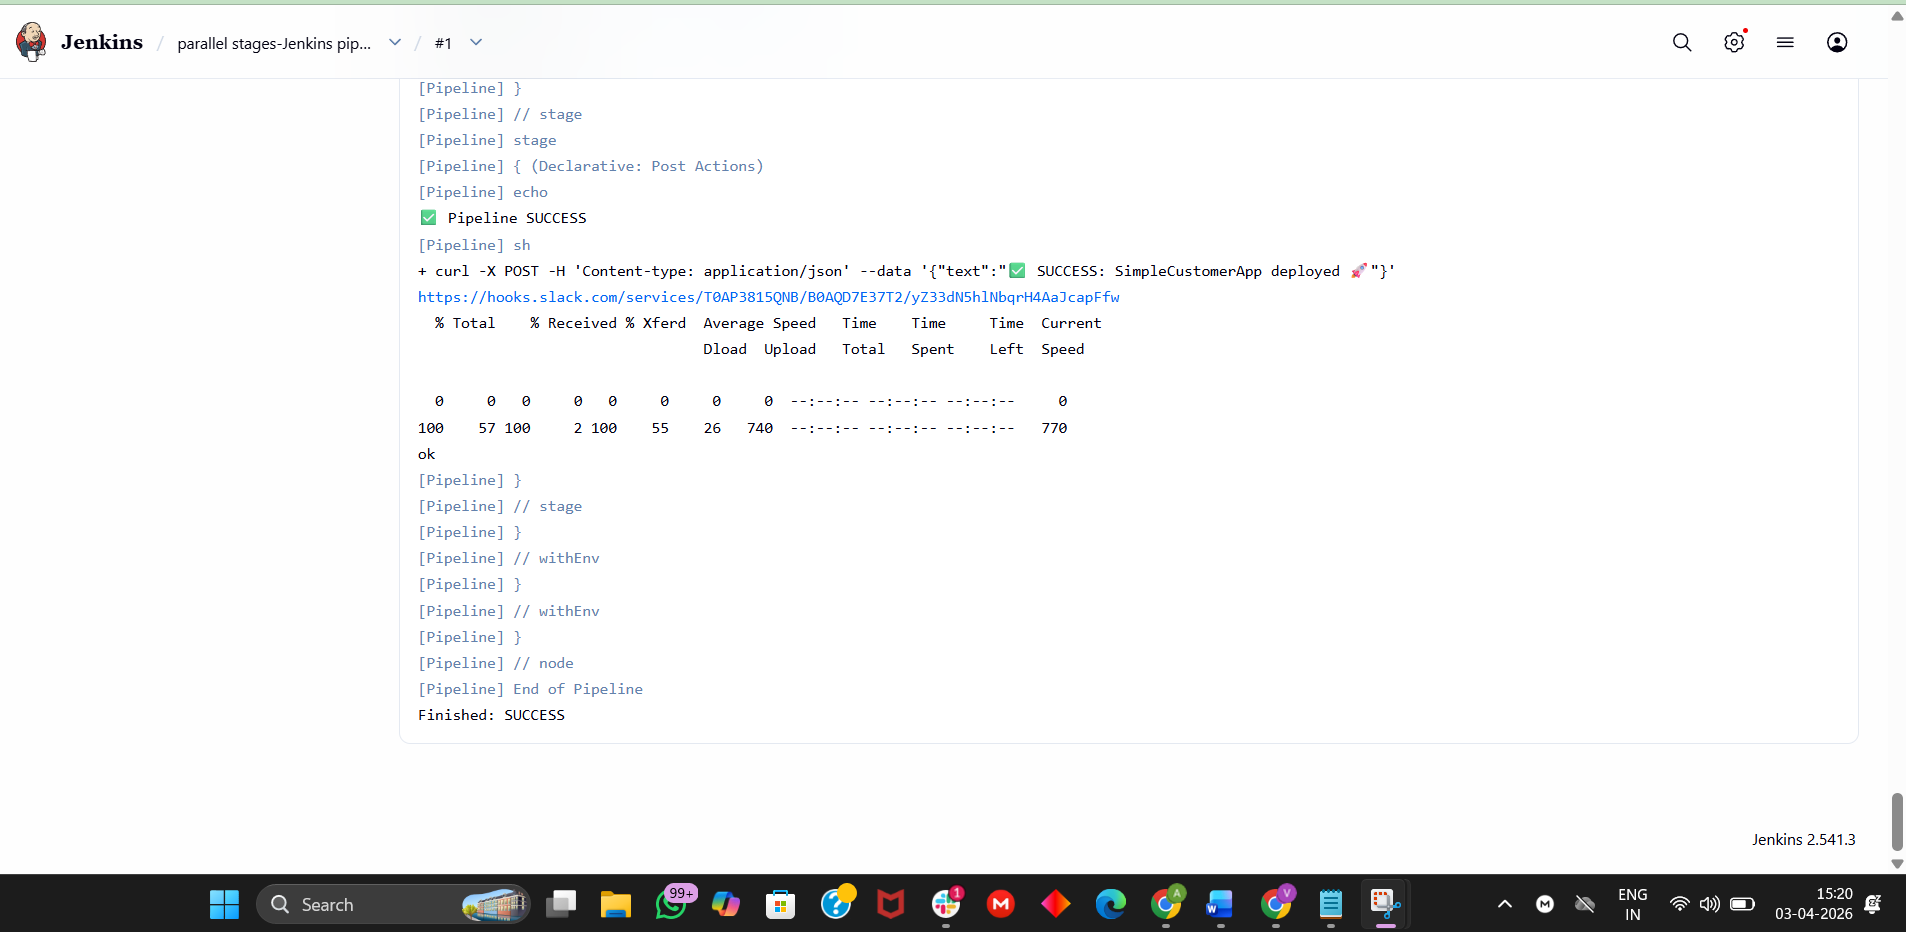 Jenkins / parallel stages-Jenkins pip... / #1
[Pipeline] }
[Pipeline] // stage
[Pipeline] stage
[Pipeline] { (Declarative: Post Actions)
[Pipeline] echo
✅ Pipeline SUCCESS
[Pipeline] sh
+ curl -X POST -H 'Content-type: application/json' --data '{"text":"✅ SUCCESS: SimpleCustomerApp deployed 🚀"}'
https://hooks.slack.com/services/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
% Total % Received % Xferd Average Speed Time Time Time Current
Dload Upload Total Spent Left Speed
0 0 0 0 0 0 0 0 --:--:-- --:--:-- --:--:-- 0
100 57 100 2 100 55 26 740 --:--:-- --:--:-- --:--:-- 770
ok
[Pipeline] }
[Pipeline] // stage
[Pipeline] }
[Pipeline] // withEnv
[Pipeline] }
[Pipeline] // withEnv
[Pipeline] }
[Pipeline] // node
[Pipeline] End of Pipeline
Finished: SUCCESS
Jenkins 2.541.3
Search
99+
1
A
V
ENG
IN
15:20
03-04-2026